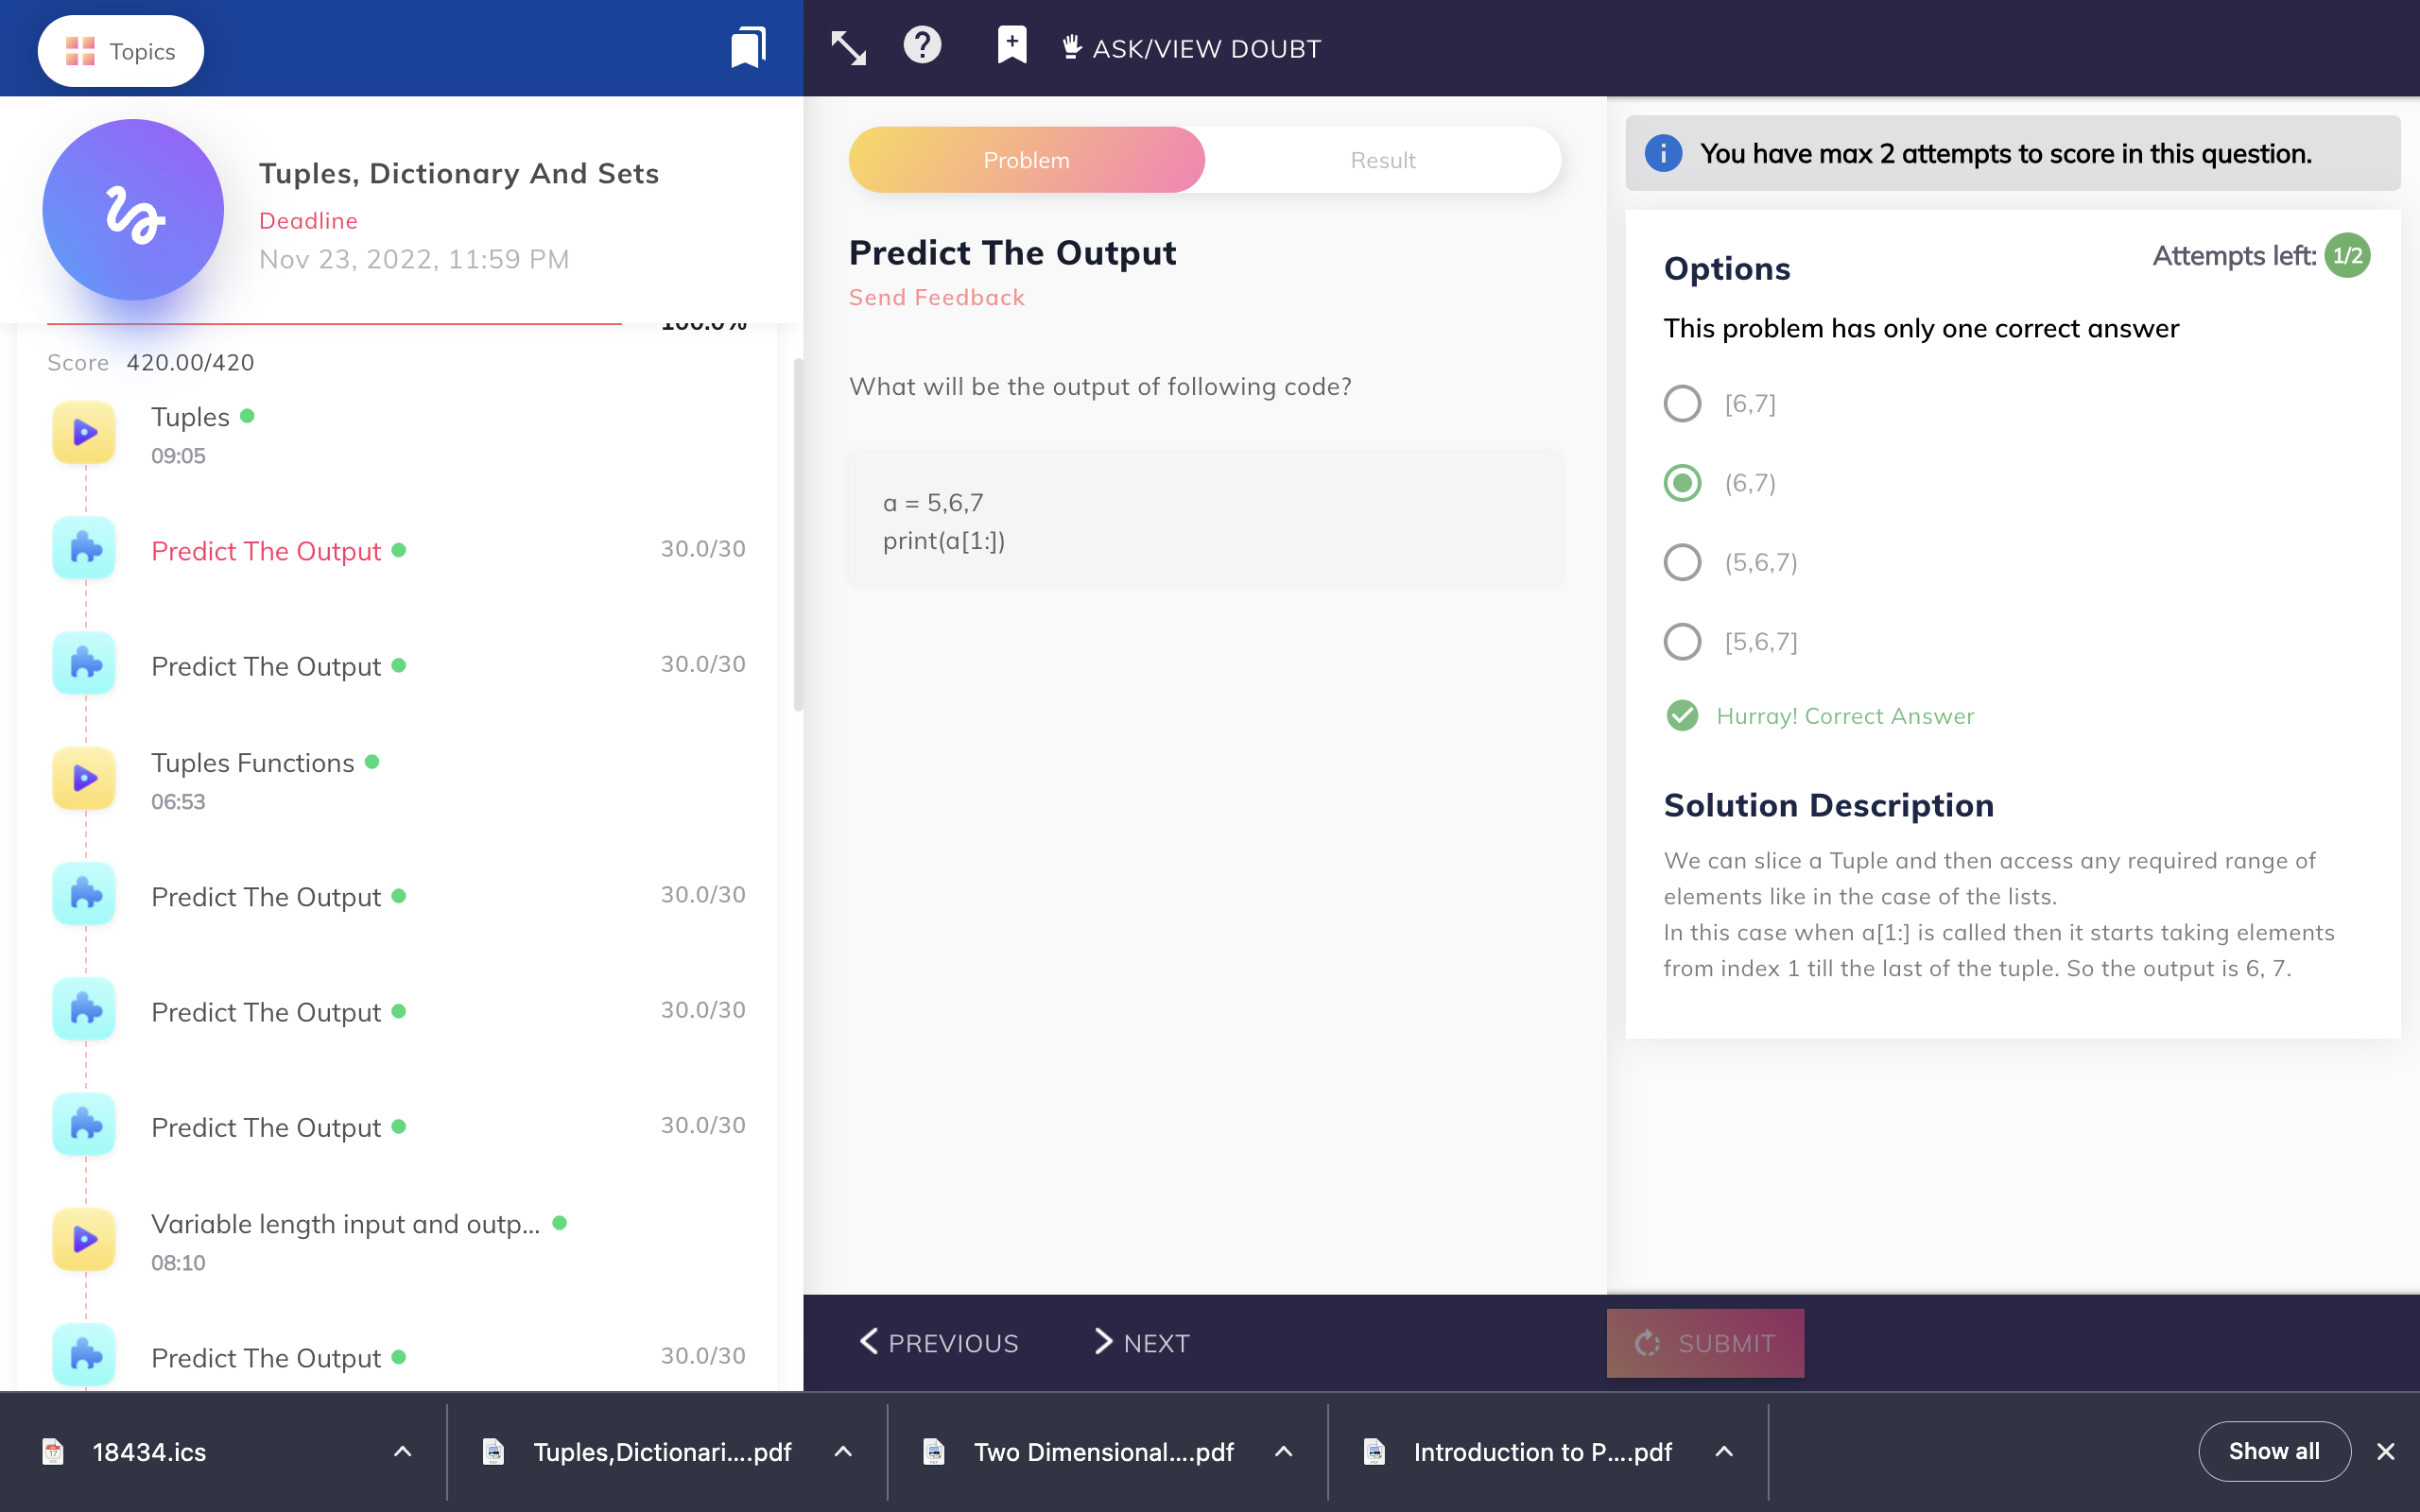 Topics
ASK/VIEW DOUBT
Tuples, Dictionary And Sets
Deadline
Nov 23, 2022, 11:59 PM
100.0%
Score 420.00/420
Tuples
09:05
Predict The Output 30.0/30
Predict The Output 30.0/30
Tuples Functions
06:53
Predict The Output 30.0/30
Predict The Output 30.0/30
Predict The Output 30.0/30
Variable length input and outp...
08:10
Predict The Output 30.0/30
Problem Result
Predict The Output
Send Feedback
What will be the output of following code?
a = 5,6,7
print(a[1:])
You have max 2 attempts to score in this question.
Options
Attempts left: 1/2
This problem has only one correct answer
[6,7]
(6,7)
(5,6,7)
[5,6,7]
Hurray! Correct Answer
Solution Description
We can slice a Tuple and then access any required range of
elements like in the case of the lists.
In this case when a[1:] is called then it starts taking elements
from index 1 till the last of the tuple. So the output is 6, 7.
PREVIOUS NEXT SUBMIT
18434.ics Tuples,Dictionari....pdf Two Dimensional....pdf Introduction to P....pdf Show all